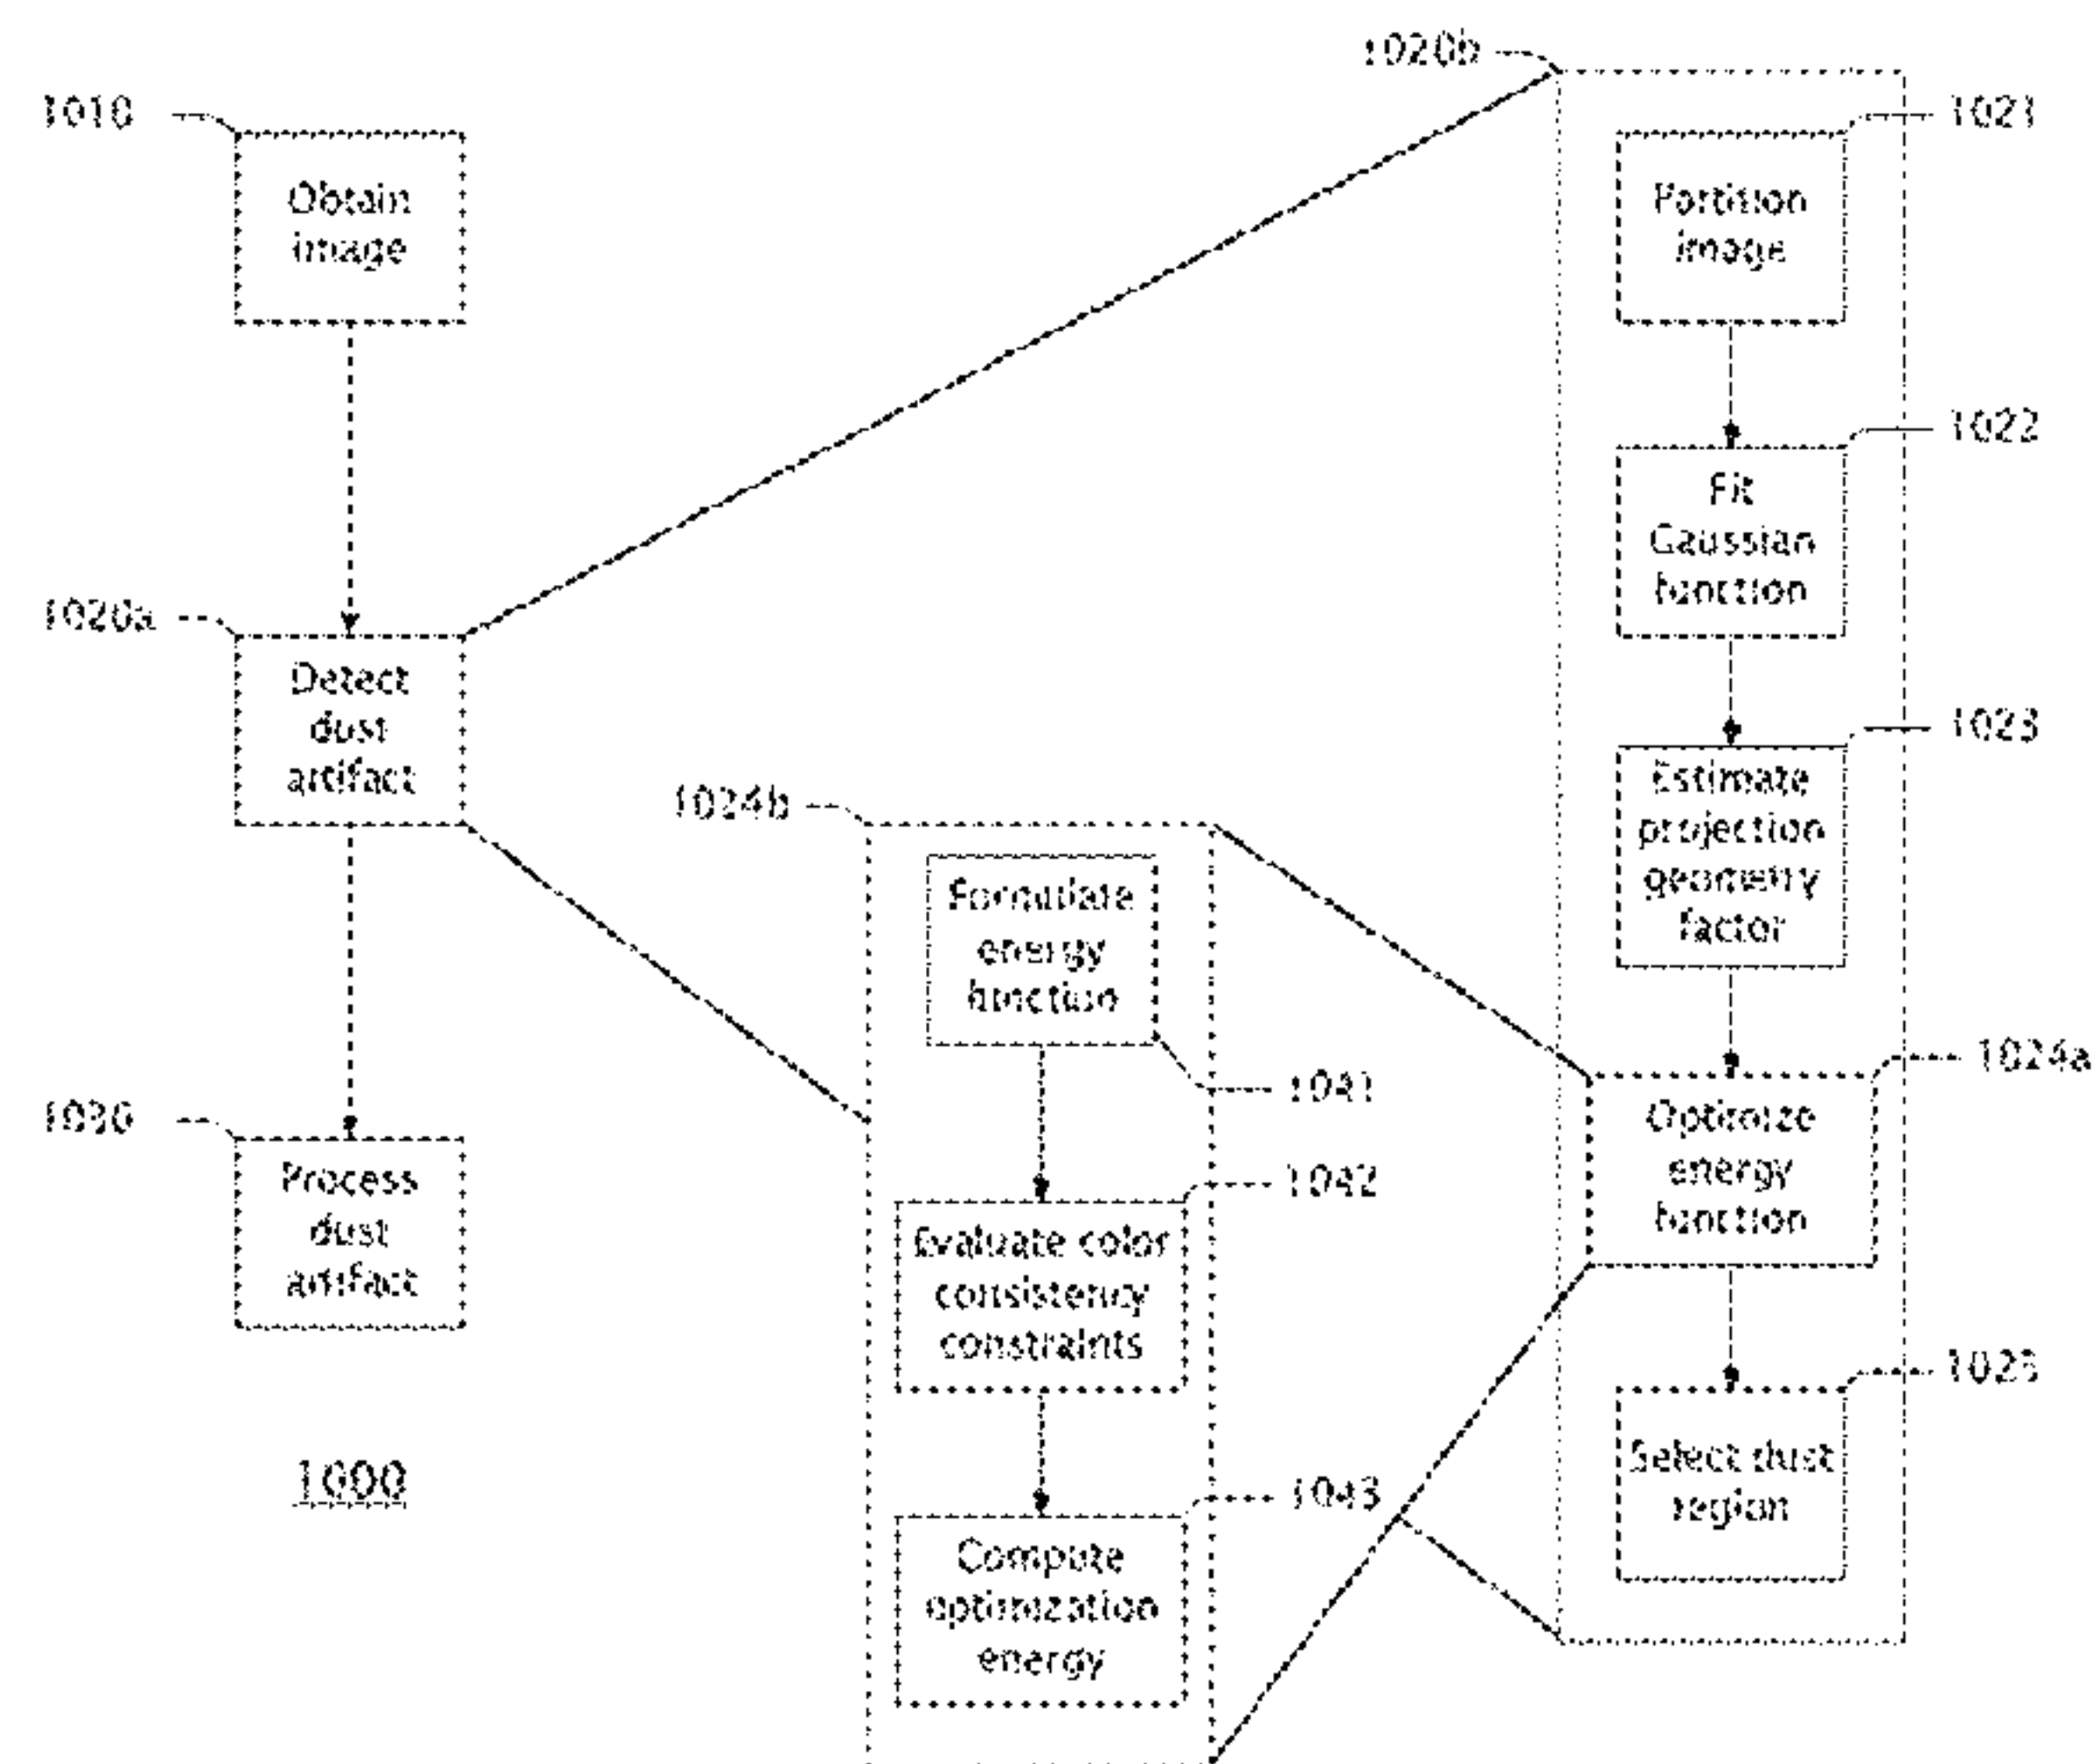 1010
Obtain
image
1020a
Detect
dust
artifact
1030
Process
dust
artifact
1000
1020b
1021
Partition
image
1022
Fit
Gaussian
function
1023
Estimate
projection
geometry
factor
1024a
Optimize
energy
function
1025
Select dust
region
1024b
Formulate
energy
function
1041
1042
Evaluate color
consistency
constraints
1043
Compute
optimization
energy